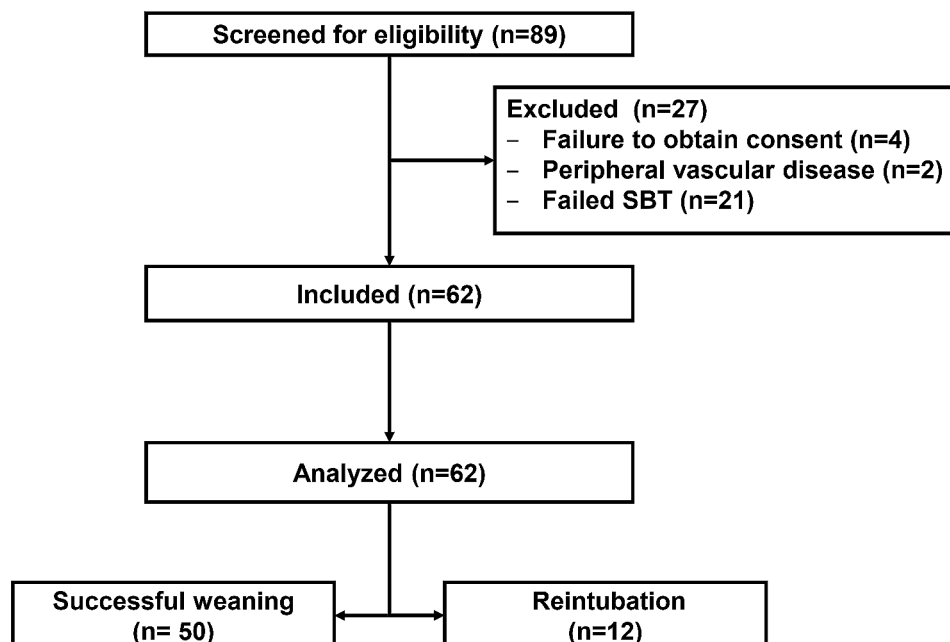 Screened for eligibility (n=89)
Excluded  (n=27)
–  Failure to obtain consent (n=4)
–  Peripheral vascular disease (n=2)
–  Failed SBT (n=21)
Included (n=62)
Analyzed (n=62)
Successful weaning
(n= 50)
Reintubation
(n=12)